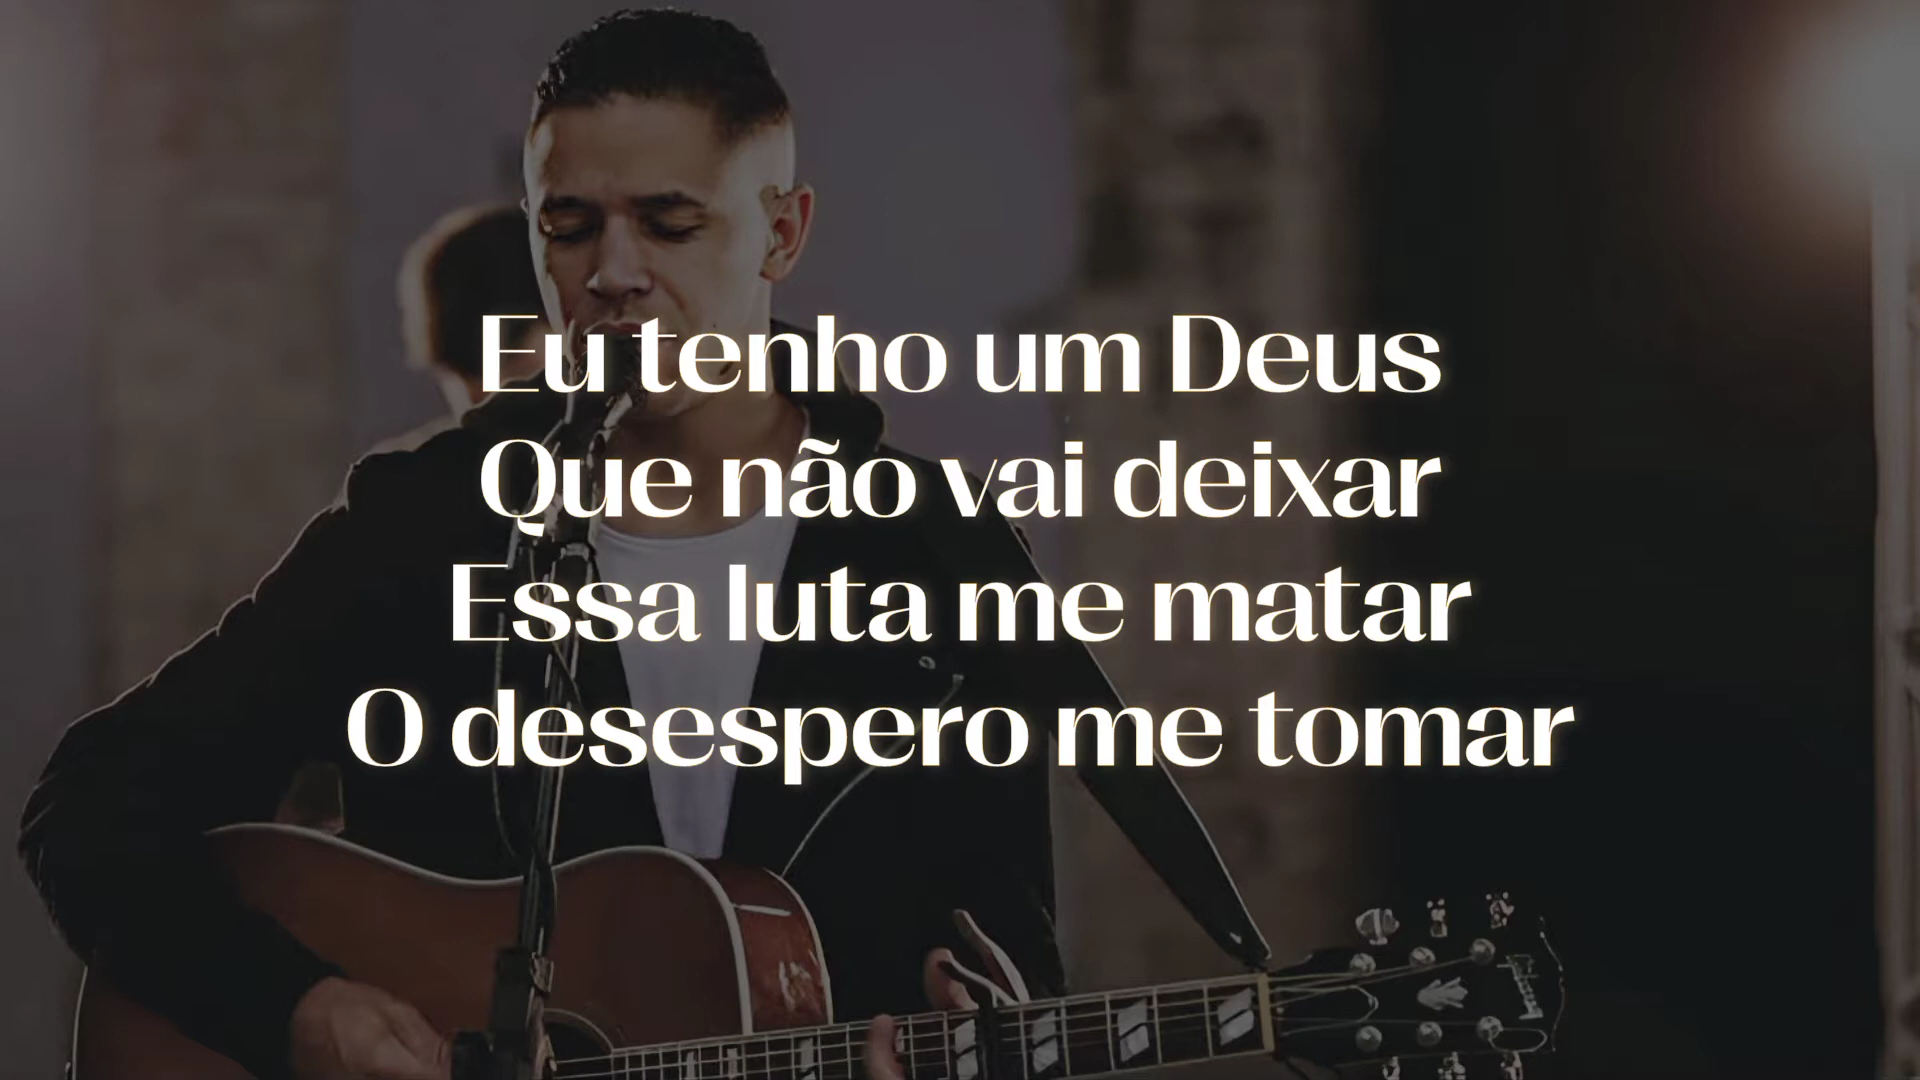 Eu tenho um Deus
Que não vai deixar
Essa luta me matar
O desespero me tomar